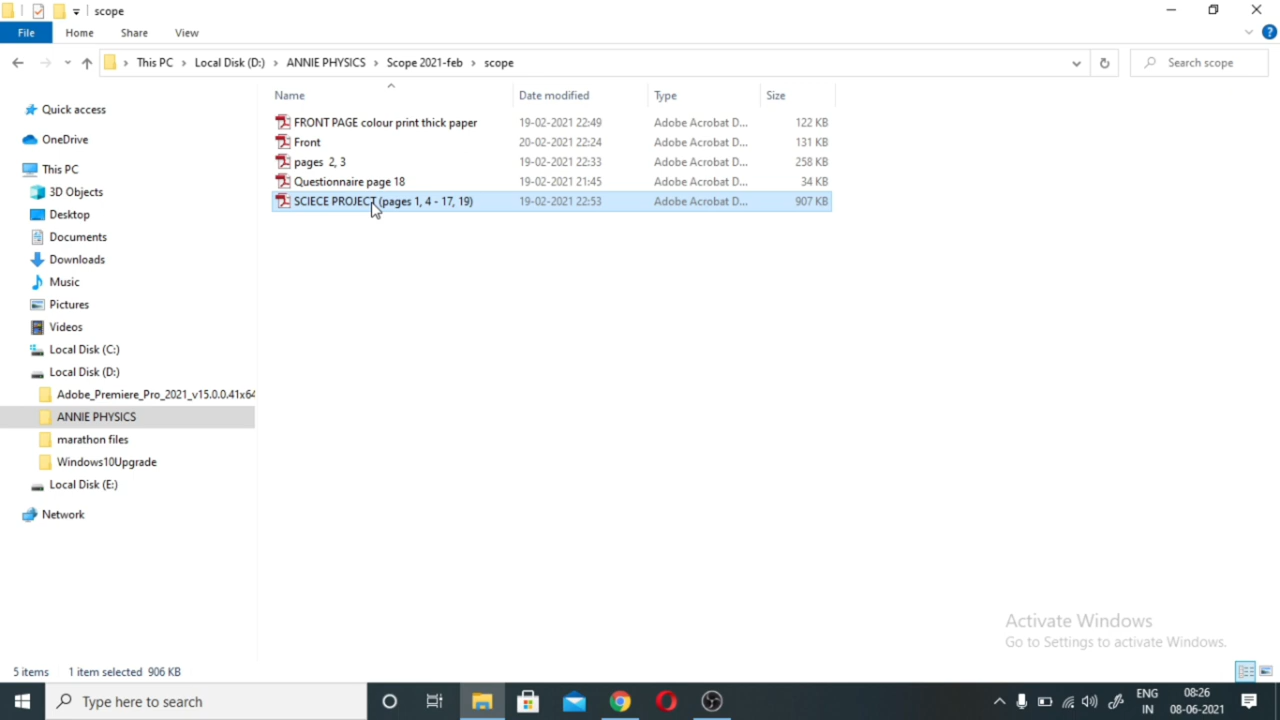 scope
File Home Share View
This PC Local Disk (D:) ANNIE PHYSICS Scope 2021-feb scope
Search scope
Name Date modified Type Size
FRONT PAGE colour print thick paper 19-02-2021 22:49 Adobe Acrobat D... 122 KB
Front 20-02-2021 22:24 Adobe Acrobat D... 131 KB
pages 2, 3 19-02-2021 22:33 Adobe Acrobat D... 258 KB
Questionnaire page 18 19-02-2021 21:45 Adobe Acrobat D... 34 KB
SCIECE PROJECT (pages 1, 4 - 17, 19) 19-02-2021 22:53 Adobe Acrobat D... 907 KB
Quick access
OneDrive
This PC
3D Objects
Desktop
Documents
Downloads
Music
Pictures
Videos
Local Disk (C:)
Local Disk (D:)
Adobe_Premiere_Pro_2021_v15.0.0.41x64
ANNIE PHYSICS
marathon files
Windows10Upgrade
Local Disk (E:)
Network
Activate Windows
Go to Settings to activate Windows.
5 items 1 item selected 906 KB
Type here to search
ENG 08:26
IN 08-06-2021